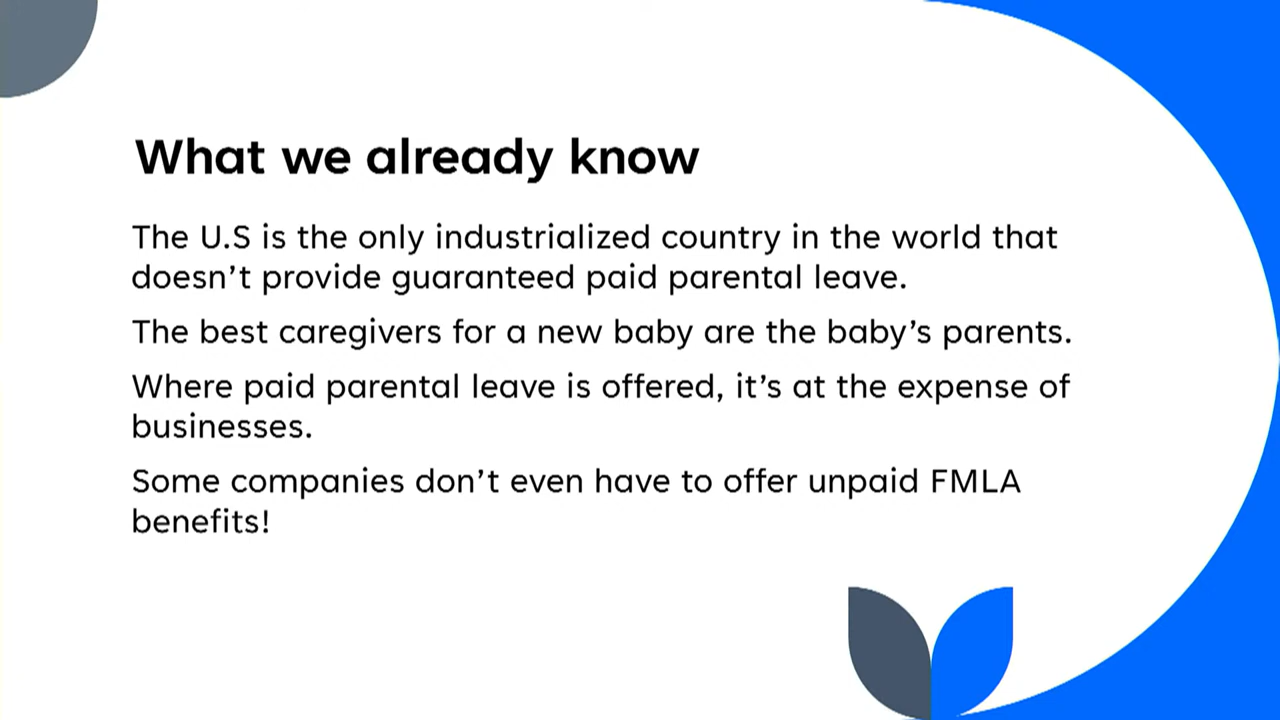 What we already know
The U.S is the only industrialized country in the world that
doesn’t provide guaranteed paid parental leave.
The best caregivers for a new baby are the baby’s parents.
Where paid parental leave is offered, it’s at the expense of
businesses.
Some companies don’t even have to offer unpaid FMLA
benefits!